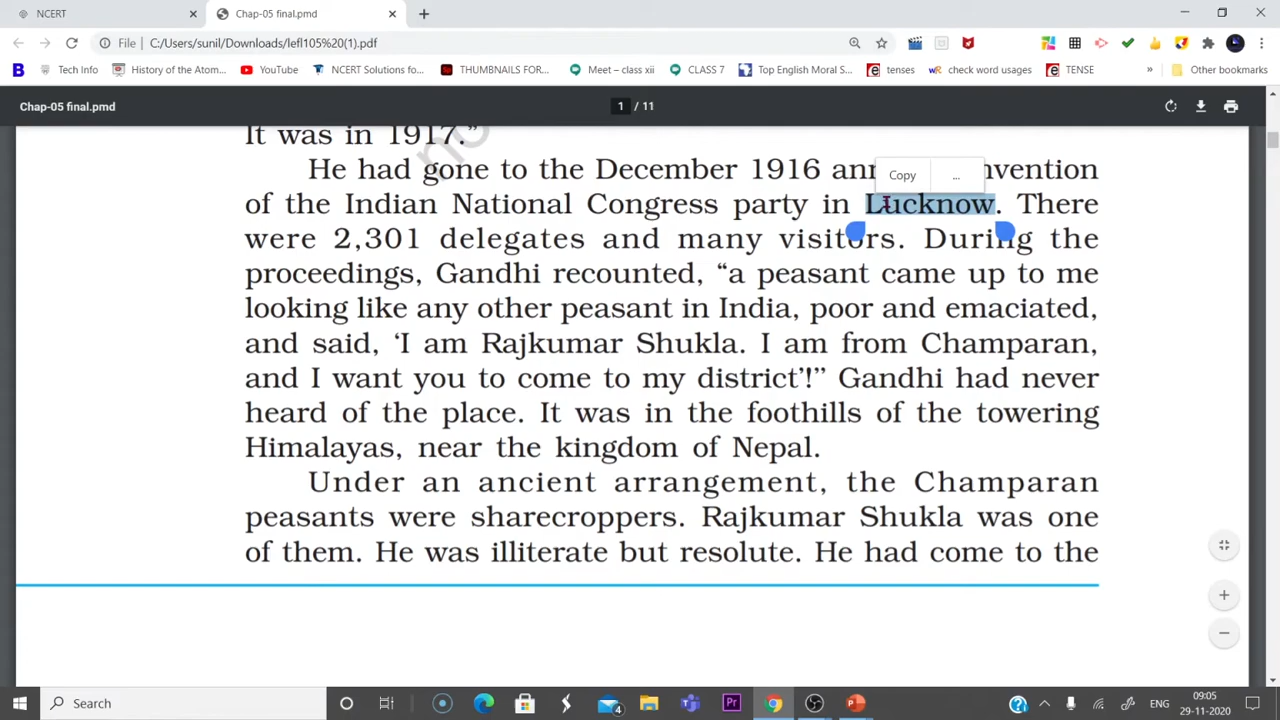 NCERT
Chap-05 final.pmd
File | C:/Users/sunil/Downloads/lefl105%20(1).pdf
Tech Info
History of the Atom...
YouTube
NCERT Solutions fo...
THUMBNAILS FOR...
Meet – class xii
CLASS 7
Top English Moral S...
tenses
check word usages
TENSE
»
Other bookmarks
Chap-05 final.pmd
1 / 11
It was in 1917.”
He had gone to the December 1916 ann nvention
Copy ...
of the Indian National Congress party in Lucknow. There
were 2,301 delegates and many visitors. During the
proceedings, Gandhi recounted, “a peasant came up to me
looking like any other peasant in India, poor and emaciated,
and said, ‘I am Rajkumar Shukla. I am from Champaran,
and I want you to come to my district’!” Gandhi had never
heard of the place. It was in the foothills of the towering
Himalayas, near the kingdom of Nepal.
Under an ancient arrangement, the Champaran
peasants were sharecroppers. Rajkumar Shukla was one
of them. He was illiterate but resolute. He had come to the
Search
4
ENG
09:05
29-11-2020